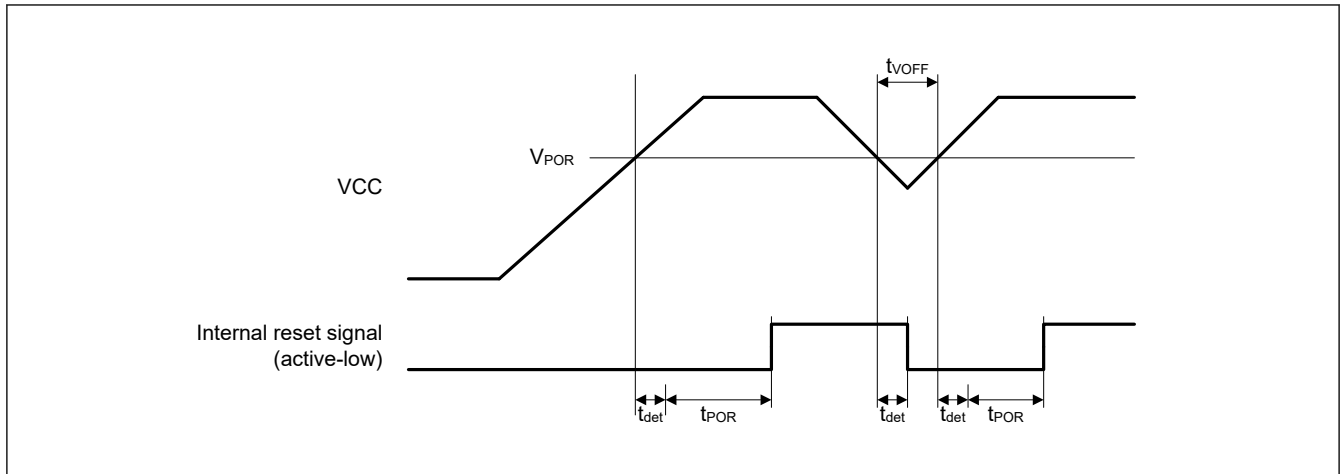 tVOFF
VPOR
VCC
Internal reset signal
(active-low)
tdet tPOR tdet tdet tPOR